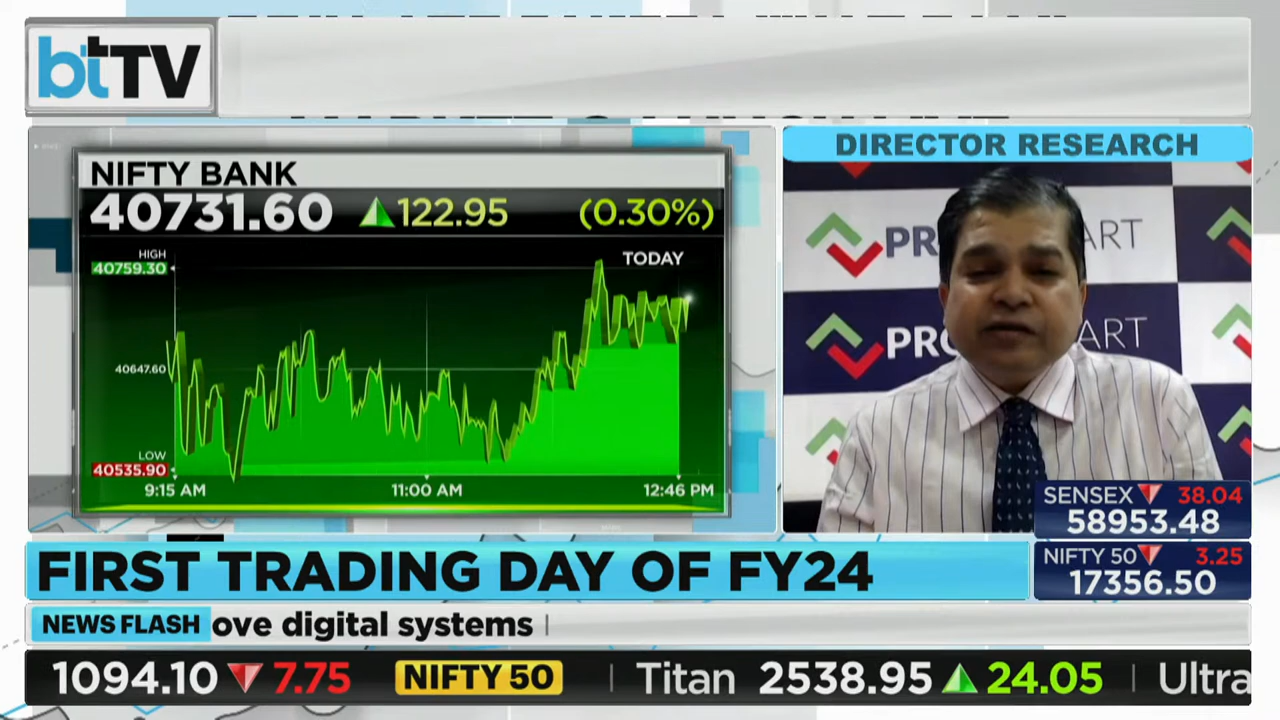 btTV
NIFTY BANK
40731.60 ▲122.95 (0.30%)
HIGH
40759.30
TODAY
40647.60
LOW
40535.90
9:15 AM 11:00 AM 12:46 PM
DIRECTOR RESEARCH
ART
ART
SENSEX ▼ 38.04
58953.48
FIRST TRADING DAY OF FY24
NIFTY 50 ▼ 3.25
17356.50
NEWS FLASH ove digital systems
1094.10 ▼ 7.75 NIFTY 50 Titan 2538.95 ▲ 24.05 Ultra